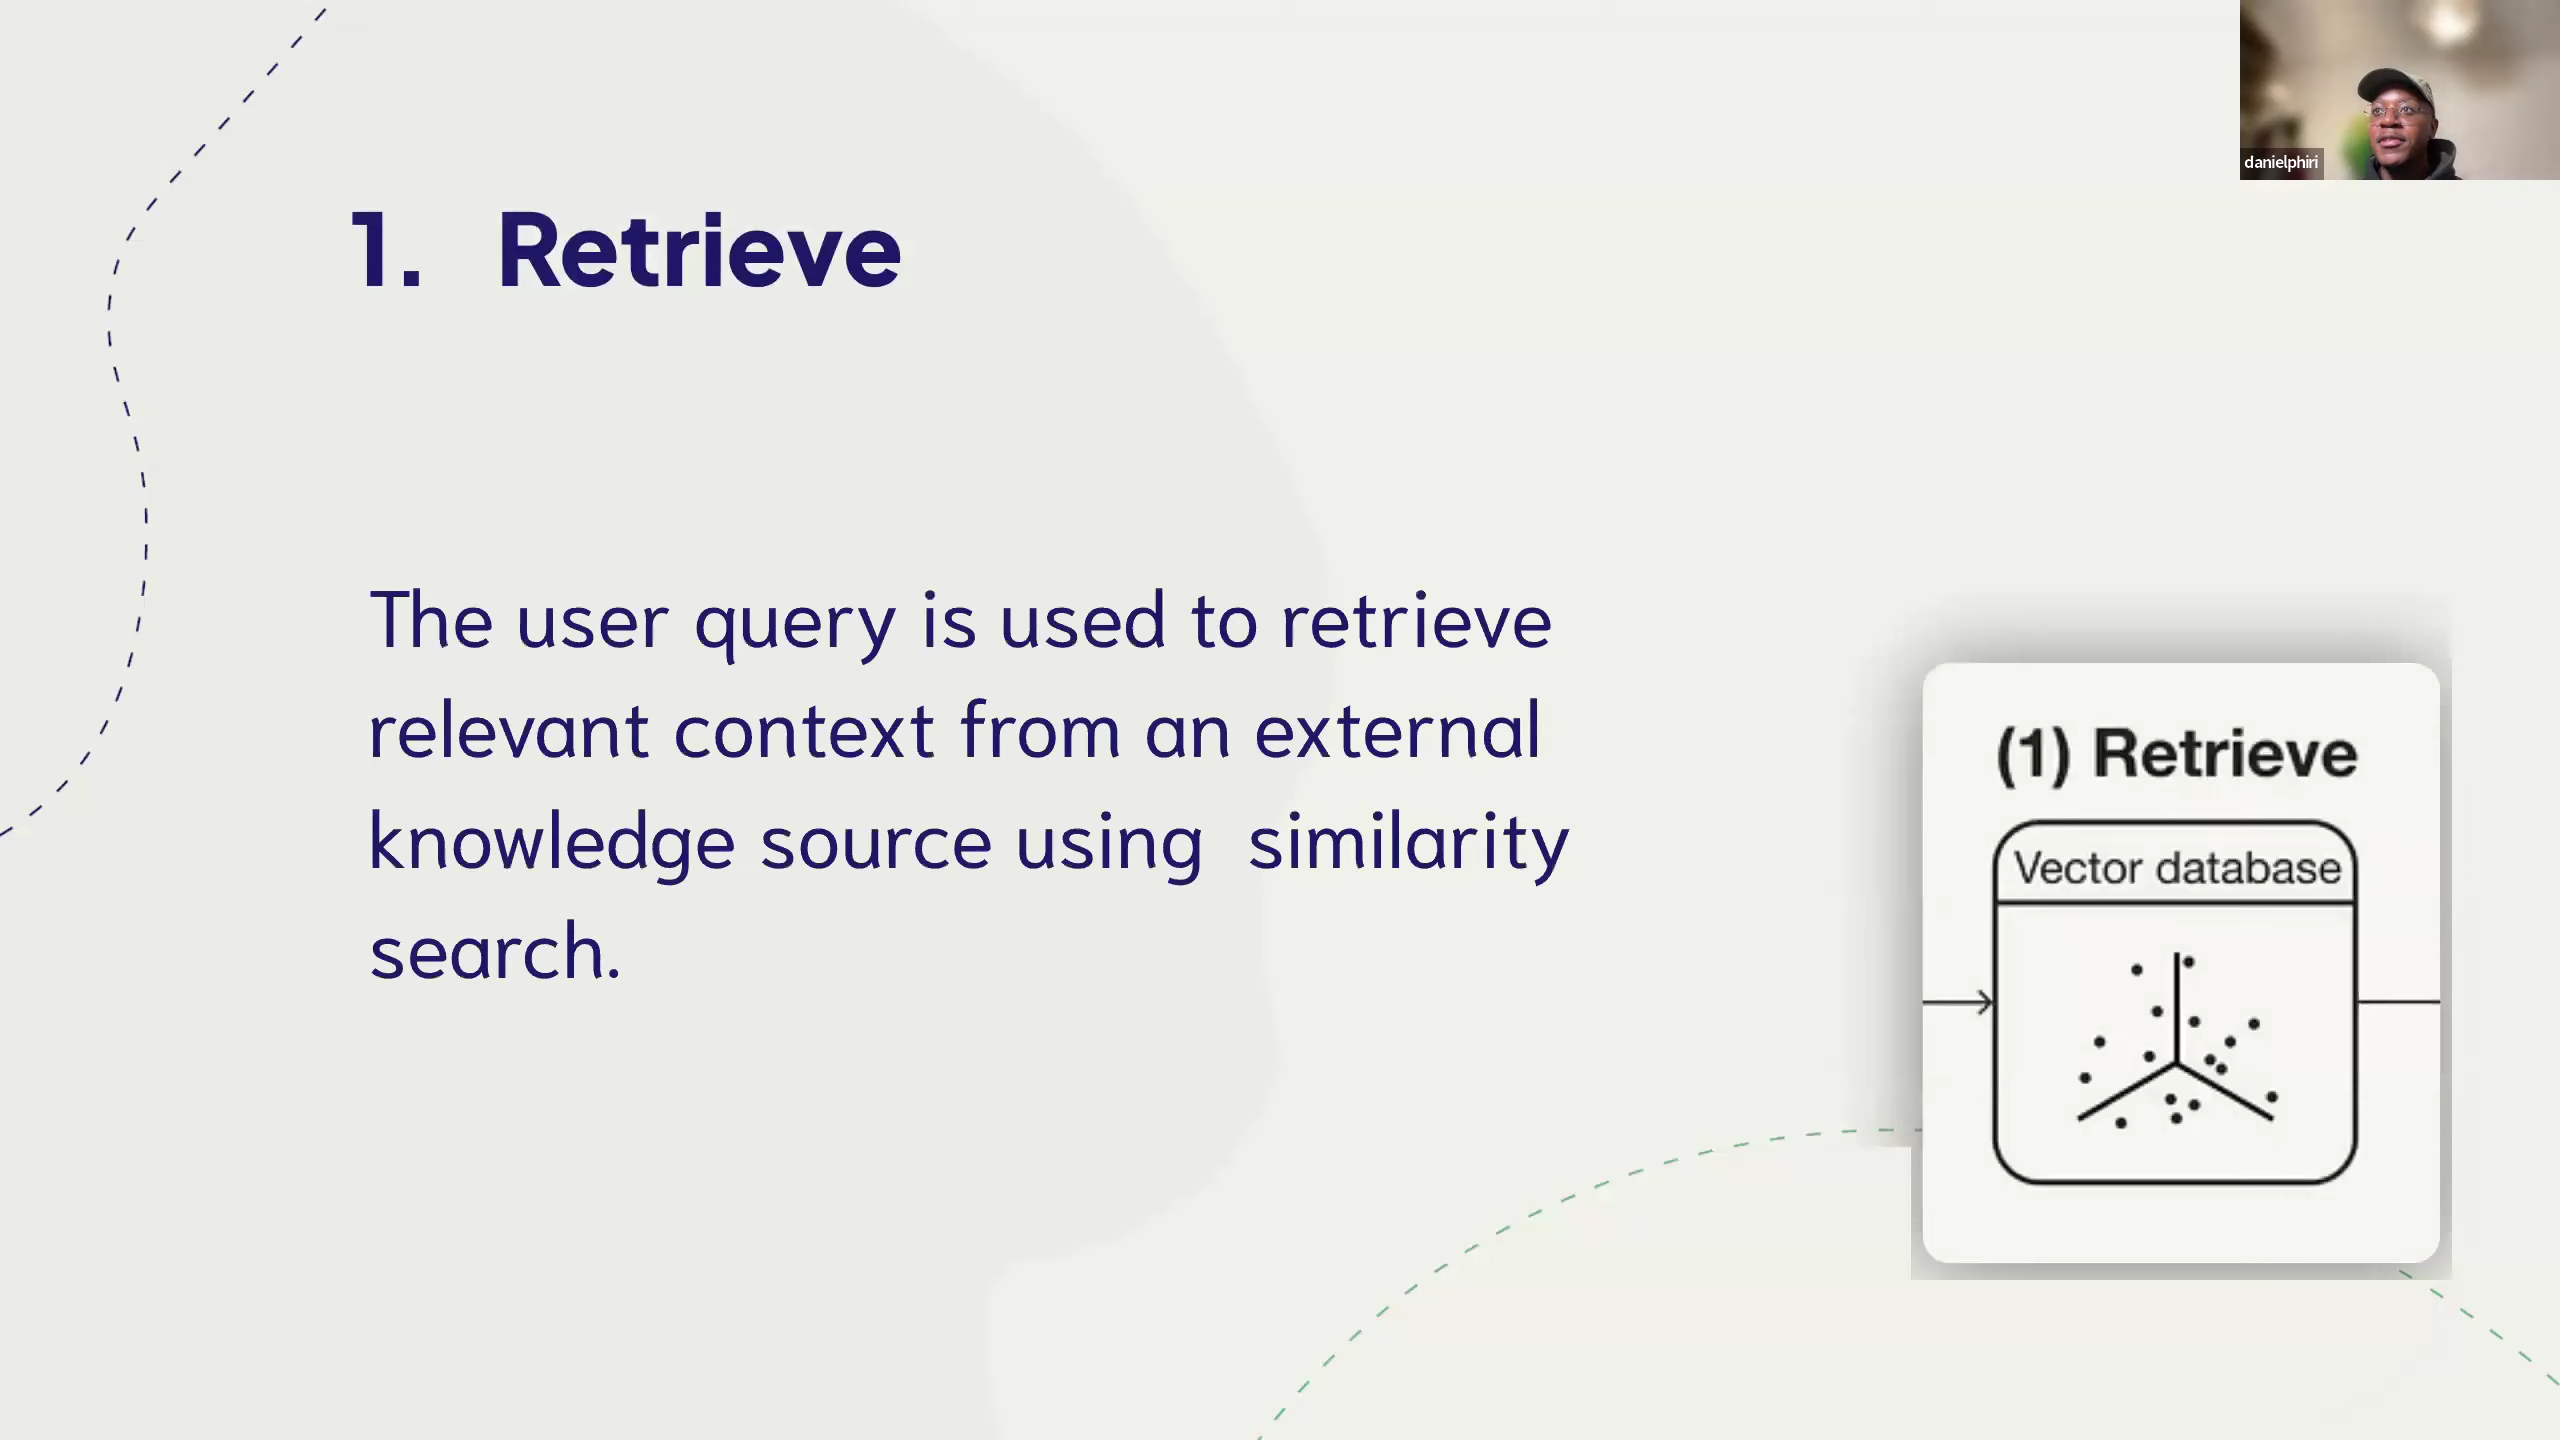 danielphiri
1. Retrieve
The user query is used to retrieve
relevant context from an external
knowledge source using  similarity
search.
(1) Retrieve
Vector database